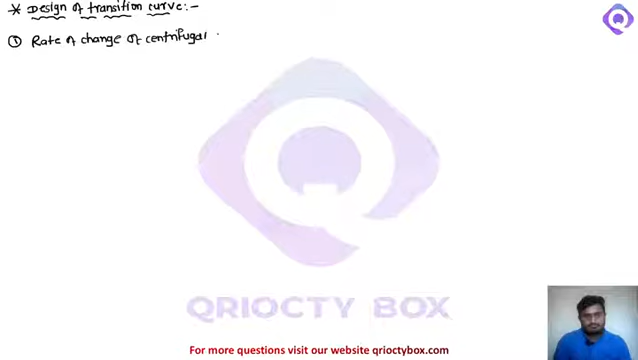 * Design of transition curve:-
① Rate of change of centrifugal
QRIOCTY BOX
For more questions visit our website qrioctybox.com